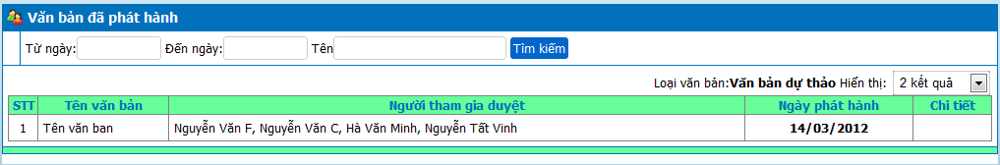 Văn bản đã phát hành
Từ ngày: Đến ngày: Tên Tìm kiếm
Loại văn bản:Văn bản dự thảo Hiển thị: 2 kết quả
STT Tên văn bản Người tham gia duyệt Ngày phát hành Chi tiết
1 Tên văn ban Nguyễn Văn F, Nguyễn Văn C, Hà Văn Minh, Nguyễn Tất Vinh 14/03/2012